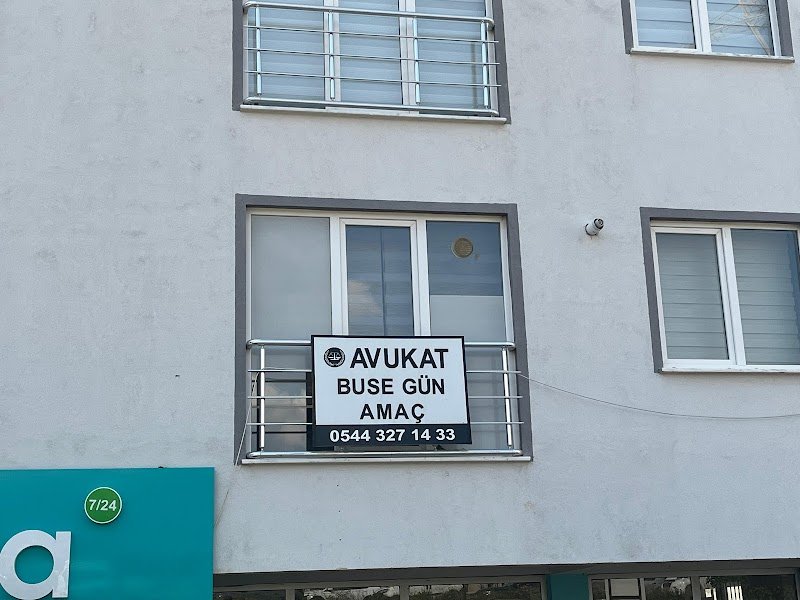 AVUKAT
BUSE GÜN
AMAÇ
0544 327 14 33
7/24
a